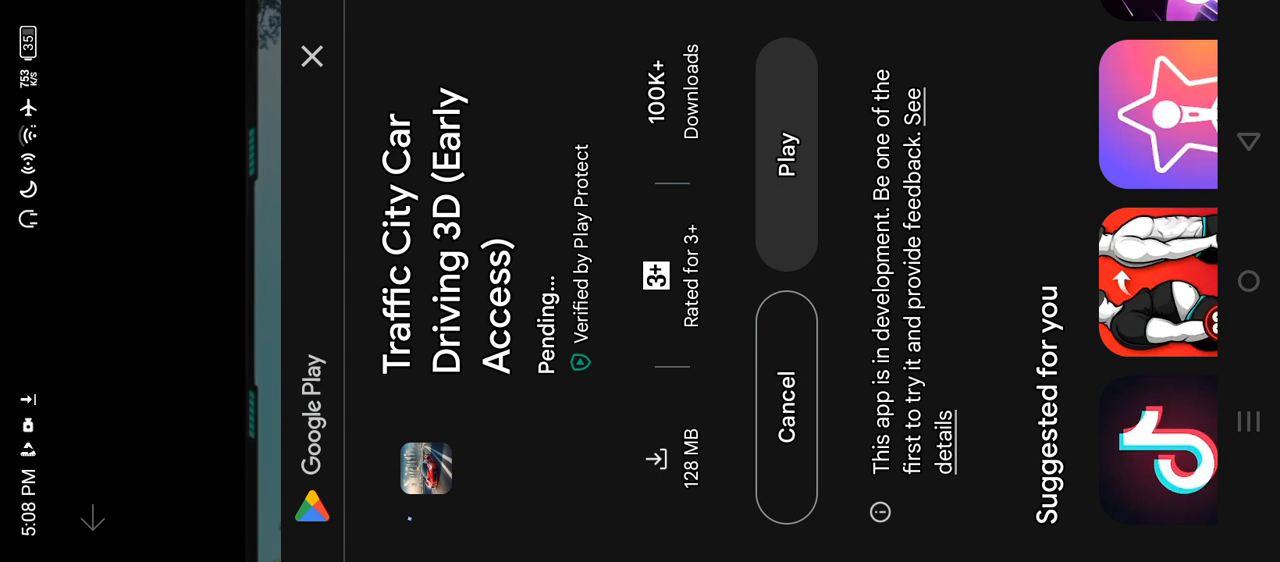 5:08 PM
753
K/S
35
Google Play
Traffic City Car
Driving 3D (Early
Access)
Pending...
Verified by Play Protect
128 MB
3+
Rated for 3+
100K+
Downloads
Cancel
Play
This app is in development. Be one of the
first to try it and provide feedback. See
details
Suggested for you